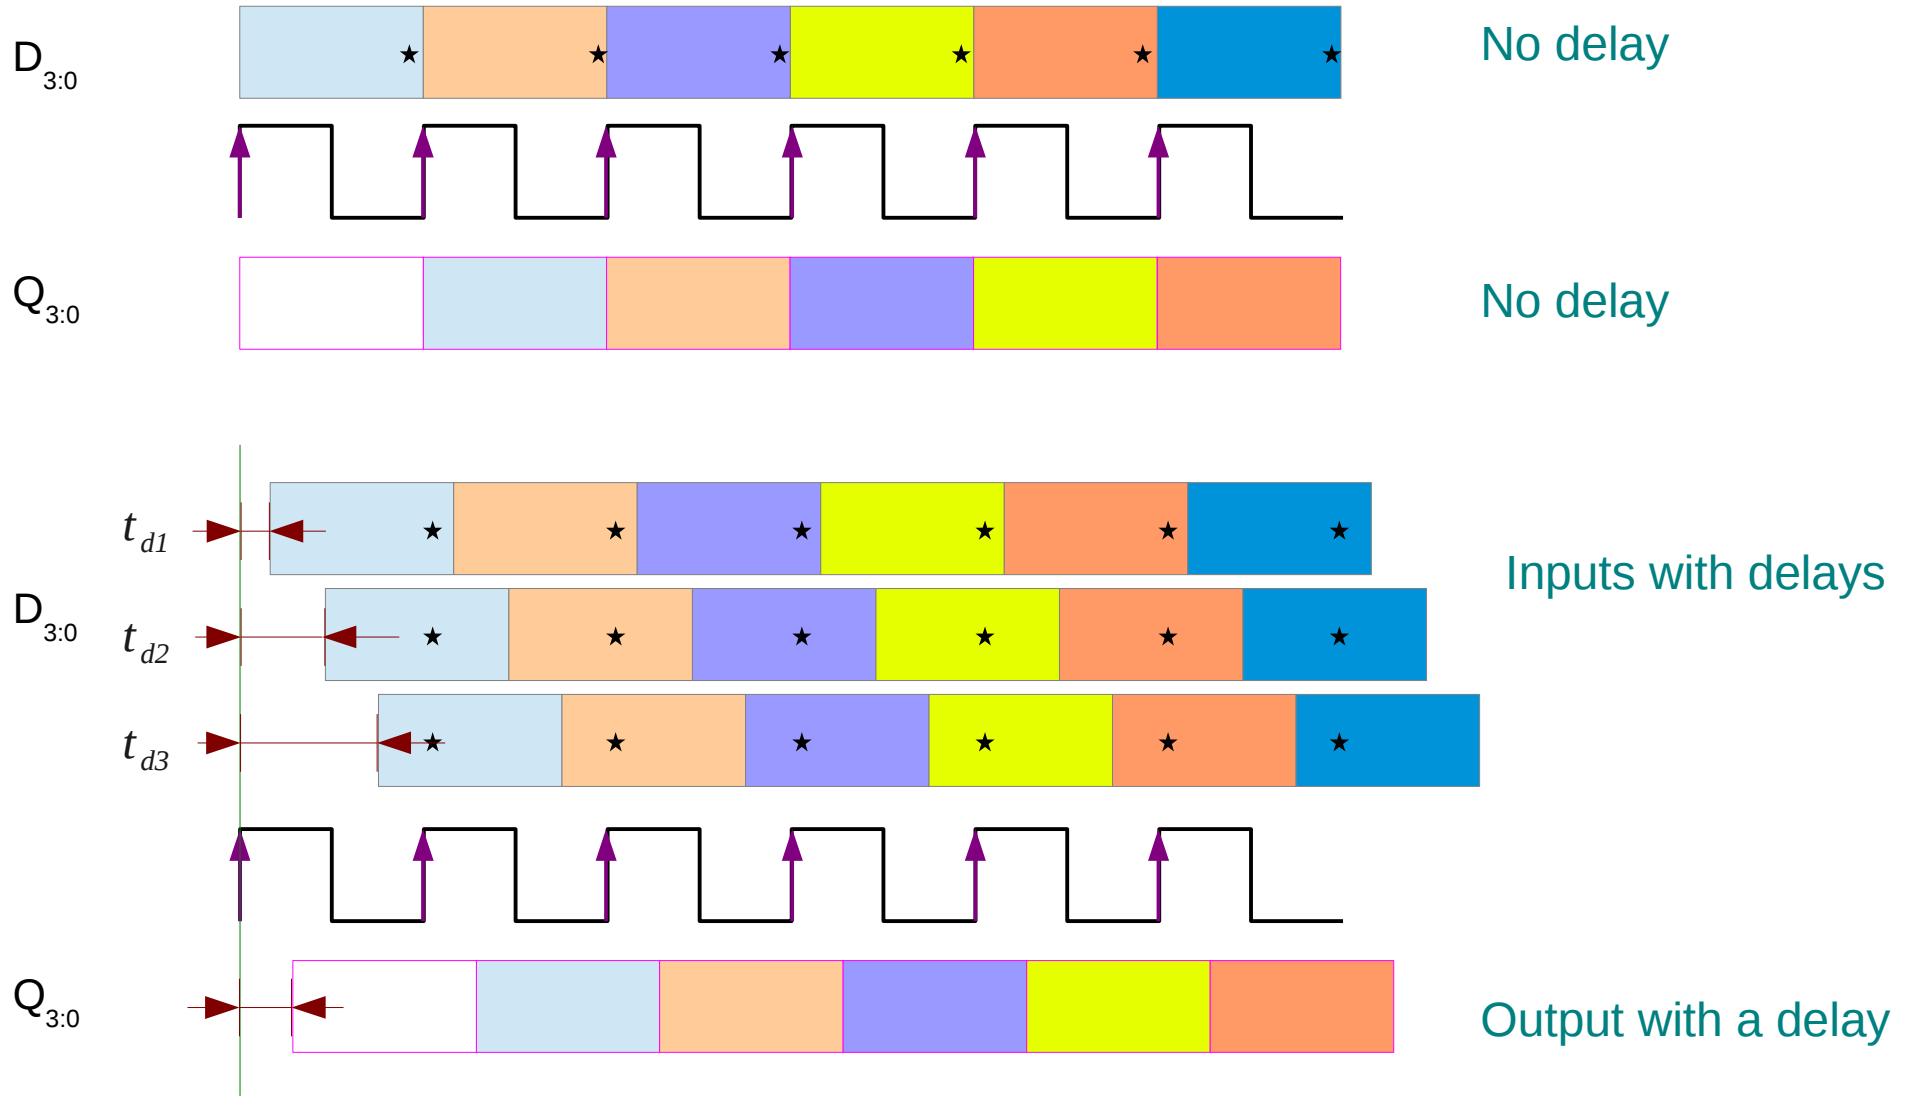 D3:0
No delay
Q3:0
No delay
td1
Inputs with delays
D3:0
td2
td3
Q3:0
Output with a delay